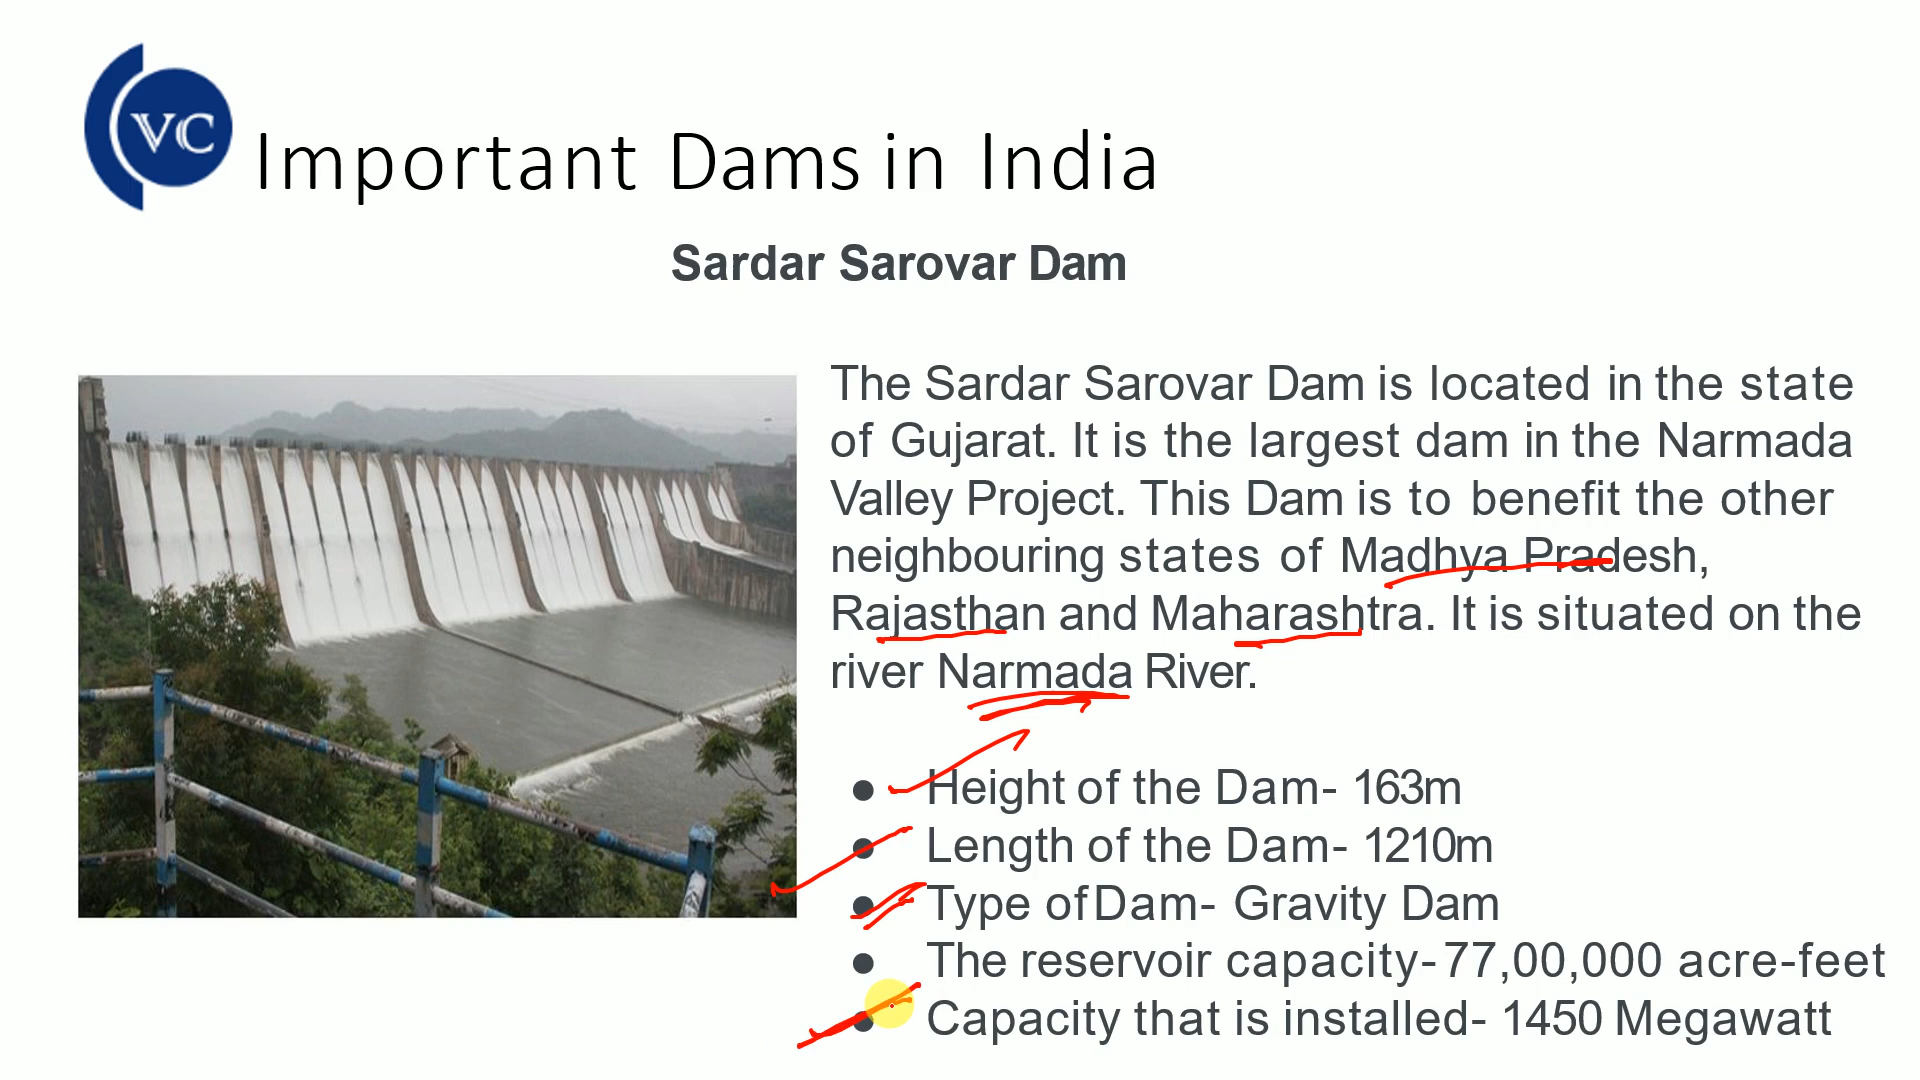 VC
Important Dams in India
Sardar Sarovar Dam
The Sardar Sarovar Dam is located in the state
of Gujarat. It is the largest dam in the Narmada
Valley Project. This Dam is to benefit the other
neighbouring states of Madhya Pradesh,
Rajasthan and Maharashtra. It is situated on the
river Narmada River.
● Height of the Dam- 163m
● Length of the Dam- 1210m
● Type of Dam- Gravity Dam
● The reservoir capacity- 77,00,000 acre-feet
● Capacity that is installed- 1450 Megawatt